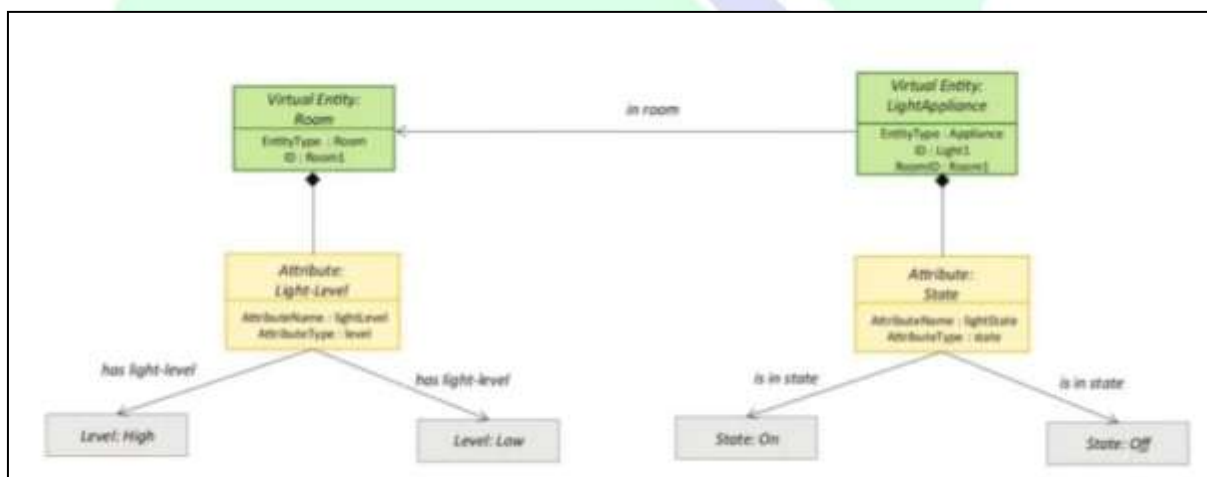 Virtual Entity:
Room
EntityType : Room
ID : Room1
in room
Virtual Entity:
LightAppliance
EntityType : Appliance
ID : Light1
RoomID : Room1
Attribute:
Light-Level
AttributeName : lightLevel
AttributeType : level
Attribute:
State
AttributeName : lightState
AttributeType : state
has light-level
has light-level
is in state
is in state
Level: High
Level: Low
State: On
State: Off